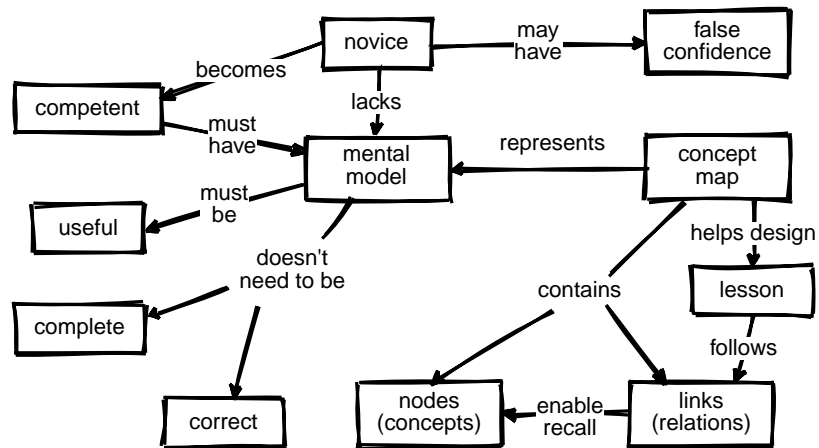 novice
may
have
false
confidence
becomes
competent
lacks
must
have
mental
model
represents
concept
map
must
be
useful
doesn't
need to be
helps design
complete
contains
lesson
follows
correct
nodes
(concepts)
enable
recall
links
(relations)